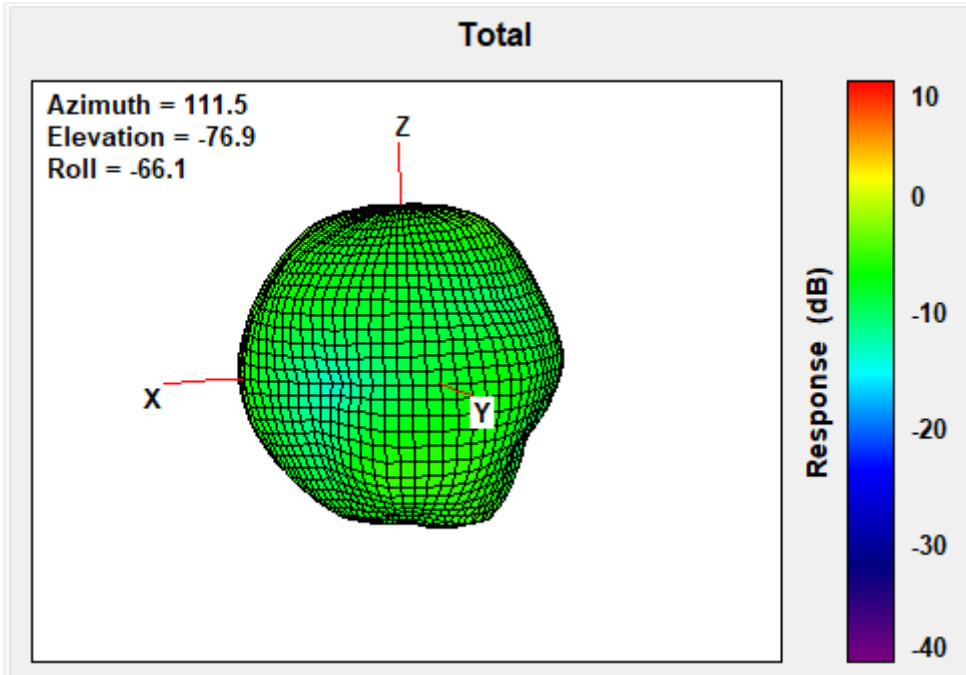 Total
Azimuth = 111.5
Elevation = -76.9
Roll = -66.1
Z
X
Y
10
0
-10
-20
-30
-40
Response (dB)